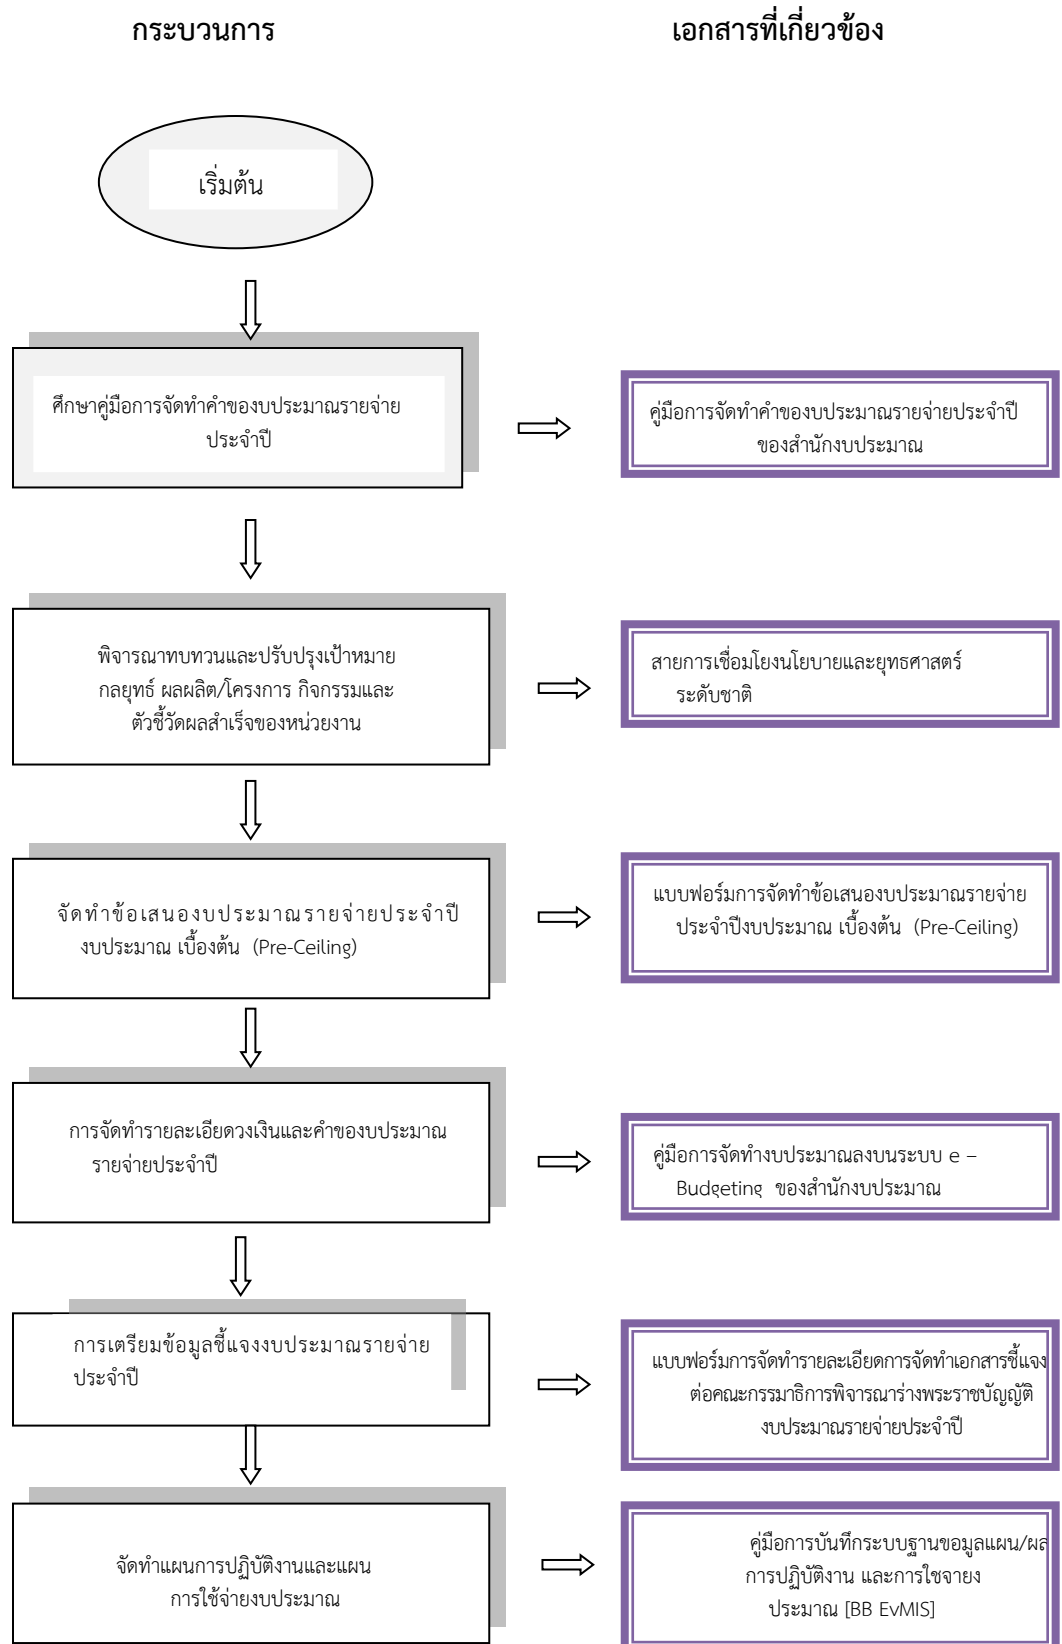 กระบวนการ
เอกสารที่เกี่ยวข้อง
เริ่มต้น
ศึกษาคู่มือการจัดทำคำของบประมาณรายจ่าย
ประจำปี
คู่มือการจัดทำคำของบประมาณรายจ่ายประจำปี
ของสำนักงบประมาณ
พิจารณาทบทวนและปรับปรุงเป้าหมาย
กลยุทธ์ ผลผลิต/โครงการ กิจกรรมและ
ตัวชี้วัดผลสำเร็จของหน่วยงาน
สายการเชื่อมโยงนโยบายและยุทธศาสตร์
ระดับชาติ
จัดทำข้อเสนองบประมาณรายจ่ายประจำปี
งบประมาณ เบื้องต้น (Pre-Ceiling)
แบบฟอร์มการจัดทำข้อเสนองบประมาณรายจ่าย
ประจำปีงบประมาณ เบื้องต้น (Pre-Ceiling)
การจัดทำรายละเอียดวงเงินและคำของบประมาณ
รายจ่ายประจำปี
คู่มือการจัดทำงบประมาณลงบนระบบ e –
Budgeting ของสำนักงบประมาณ
การเตรียมข้อมูลชี้แจงงบประมาณรายจ่าย
ประจำปี
แบบฟอร์มการจัดทำรายละเอียดการจัดทำเอกสารชี้แจง
ต่อคณะกรรมาธิการพิจารณาร่างพระราชบัญญัติ
งบประมาณรายจ่ายประจำปี
จัดทำแผนการปฏิบัติงานและแผน
การใช้จ่ายงบประมาณ
คู่มือการบันทึกระบบฐานขอมูลแผน/ผล
การปฏิบัติงาน และการใชจายง
ประมาณ [BB EvMIS]